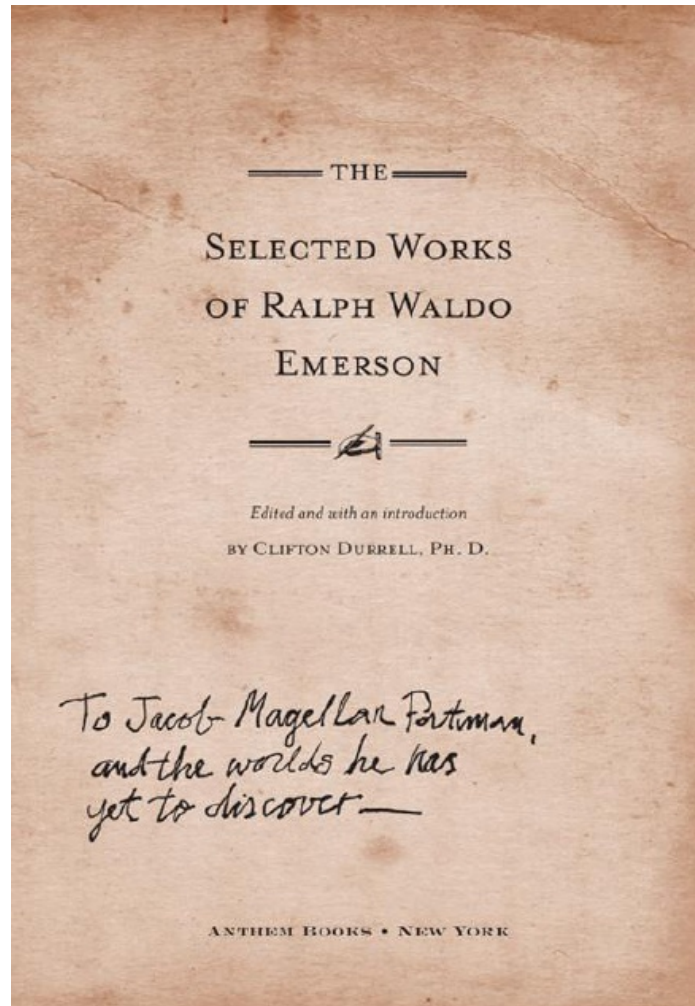 THE
SELECTED WORKS
OF RALPH WALDO
EMERSON
Edited and with an introduction
BY CLIFTON DURRELL, PH. D.
To Jacob Magellan Portman,
and the worlds he has
yet to discover—
ANTHEM BOOKS • NEW YORK